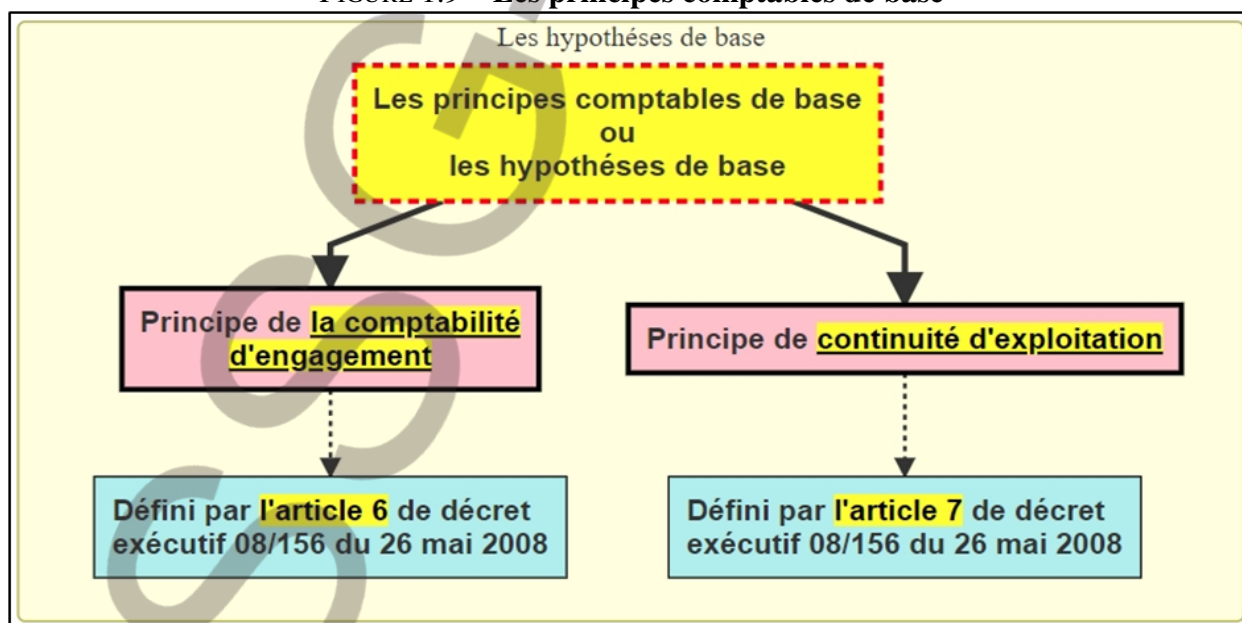 FIGURE 1.9 – Les principes comptables de base
Les hypothéses de base
Les principes comptables de base
ou
les hypothéses de base
Principe de la comptabilité
d'engagement
Principe de continuité d'exploitation
Défini par l'article 6 de décret
exécutif 08/156 du 26 mai 2008
Défini par l'article 7 de décret
exécutif 08/156 du 26 mai 2008